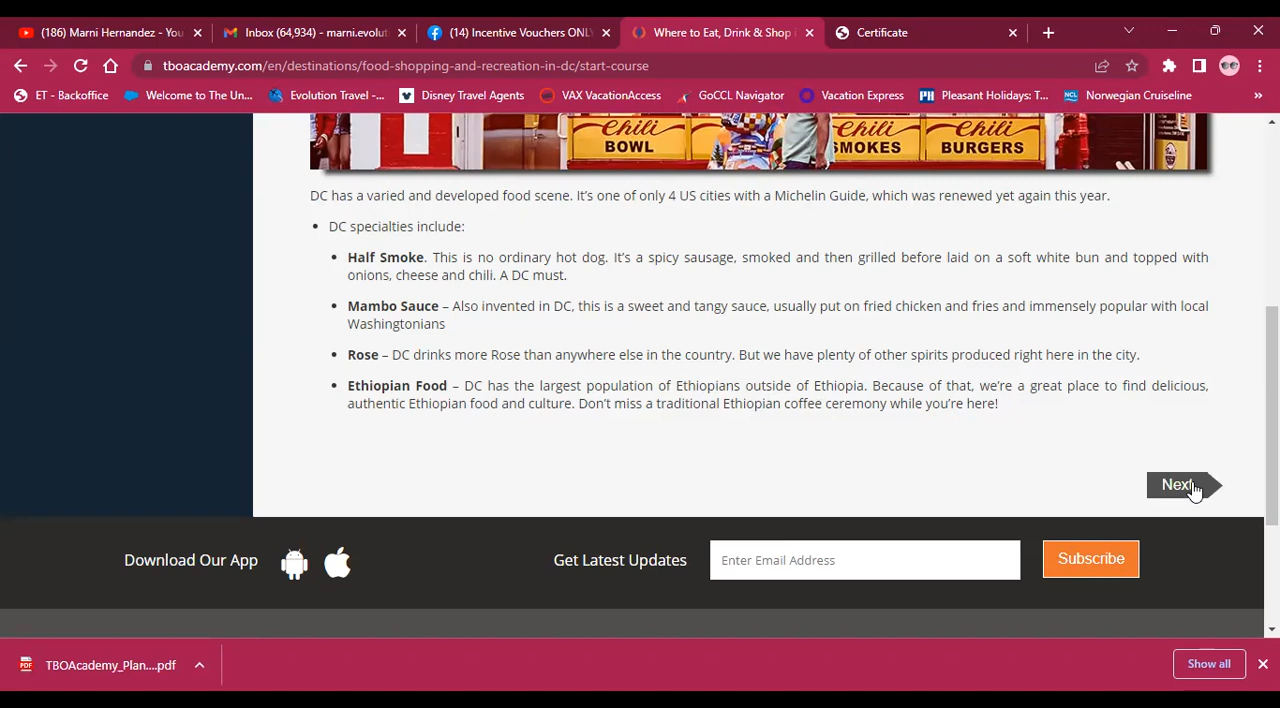 (186) Marni Hernandez - You
Inbox (64,934) - marni.evoluti
(14) Incentive Vouchers ONL
Where to Eat, Drink & Shop i
Certificate
tboacademy.com/en/destinations/food-shopping-and-recreation-in-dc/start-course
ET - Backoffice
Welcome to The Un...
Evolution Travel -...
Disney Travel Agents
VAX VacationAccess
GoCCL Navigator
Vacation Express
Pleasant Holidays: T...
Norwegian Cruiseline
»
Chili
BOWL
Chili
SMOKES
Chili
BURGERS
DC has a varied and developed food scene. It's one of only 4 US cities with a Michelin Guide, which was renewed yet again this year.
• DC specialties include:
• Half Smoke. This is no ordinary hot dog. It's a spicy sausage, smoked and then grilled before laid on a soft white bun and topped with
onions, cheese and chili. A DC must.
• Mambo Sauce – Also invented in DC, this is a sweet and tangy sauce, usually put on fried chicken and fries and immensely popular with local
Washingtonians
• Rose – DC drinks more Rose than anywhere else in the country. But we have plenty of other spirits produced right here in the city.
• Ethiopian Food – DC has the largest population of Ethiopians outside of Ethiopia. Because of that, we're a great place to find delicious,
authentic Ethiopian food and culture. Don't miss a traditional Ethiopian coffee ceremony while you're here!
Next
Download Our App
Get Latest Updates
Enter Email Address
Subscribe
TBOAcademy_Plan....pdf
Show all